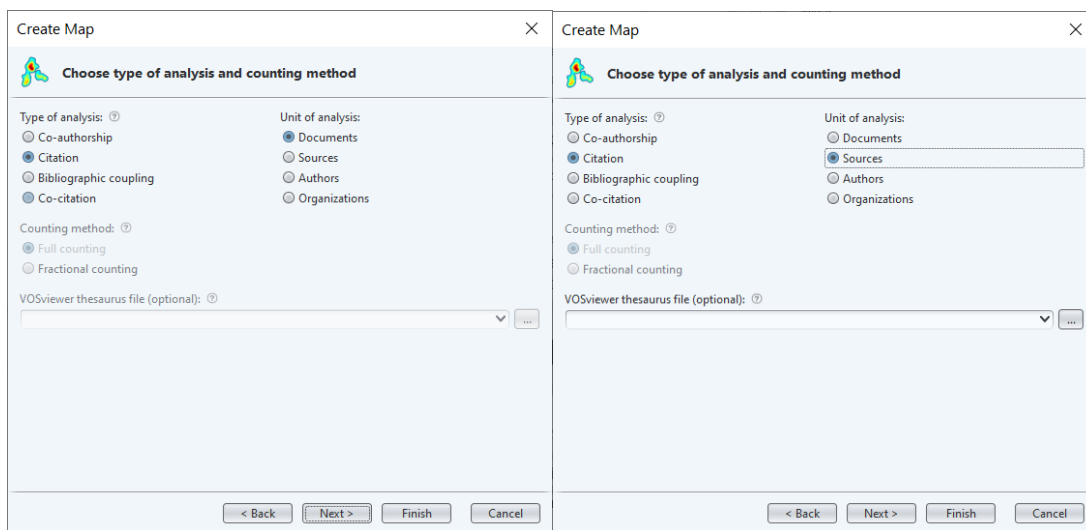 Create Map
Choose type of analysis and counting method
Type of analysis:
Unit of analysis:
Co-authorship
Documents
Citation
Sources
Bibliographic coupling
Authors
Co-citation
Organizations
Counting method:
Full counting
Fractional counting
VOSviewer thesaurus file (optional):
...
< Back
Next >
Finish
Cancel
Create Map
Choose type of analysis and counting method
Type of analysis:
Unit of analysis:
Co-authorship
Documents
Citation
Sources
Bibliographic coupling
Authors
Co-citation
Organizations
Counting method:
Full counting
Fractional counting
VOSviewer thesaurus file (optional):
...
< Back
Next >
Finish
Cancel